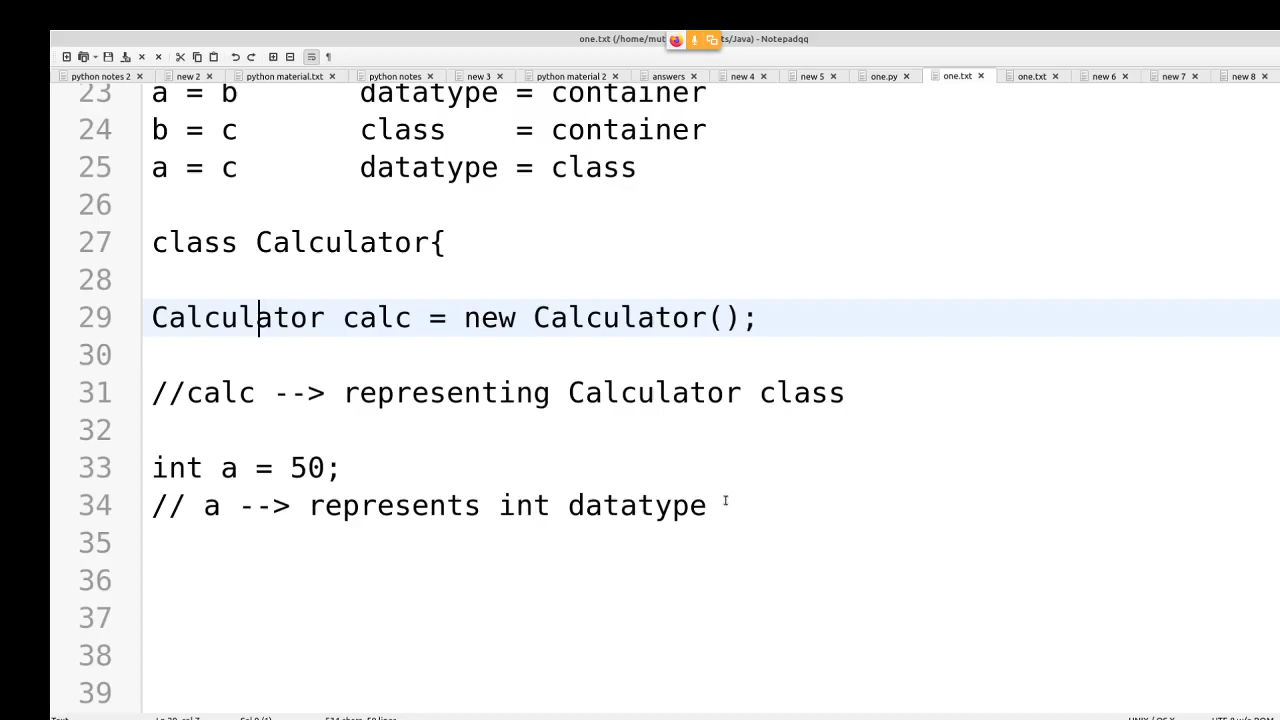 one.txt (/home/mut ts/Java) - Notepadqq
python notes 2 new 2 python material.txt python notes new 3 python material 2 answers new 4 new 5 one.py one.txt one.txt new 6 new 7 new 8
23 a = b datatype = container
24 b = c class = container
25 a = c datatype = class
26
27 class Calculator{
28
29 Calculator calc = new Calculator();
30
31 //calc --> representing Calculator class
32
33 int a = 50;
34 // a --> represents int datatype
35
36
37
38
39